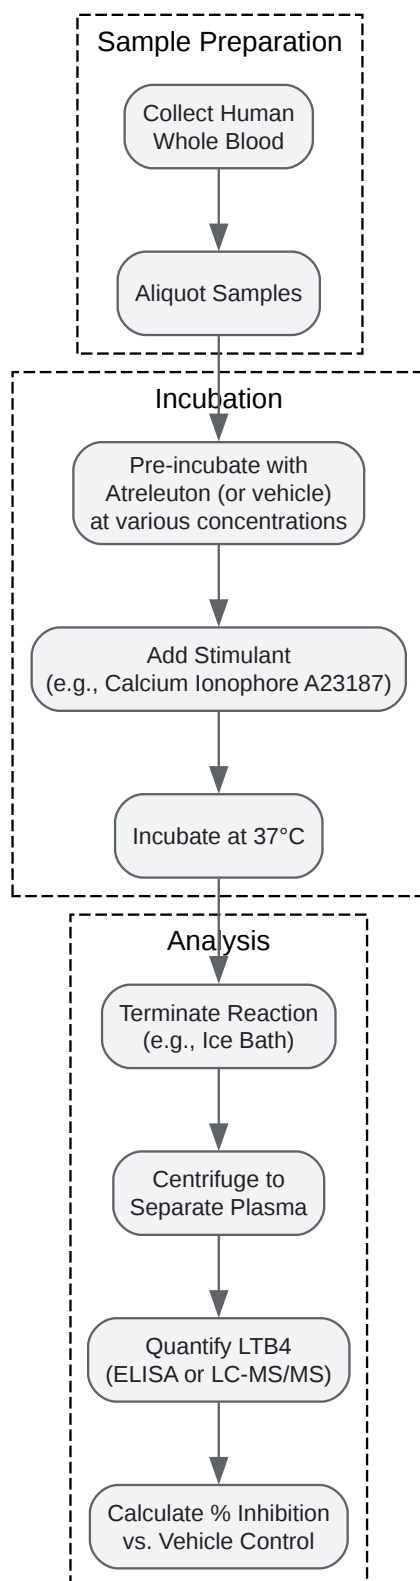 Sample Preparation
Collect Human
Whole Blood
Aliquot Samples
Incubation
Pre-incubate with
Atreleuton (or vehicle)
at various concentrations
Add Stimulant
(e.g., Calcium Ionophore A23187)
Incubate at 37°C
Analysis
Terminate Reaction
(e.g., Ice Bath)
Centrifuge to
Separate Plasma
Quantify LTB4
(ELISA or LC-MS/MS)
Calculate % Inhibition
vs. Vehicle Control